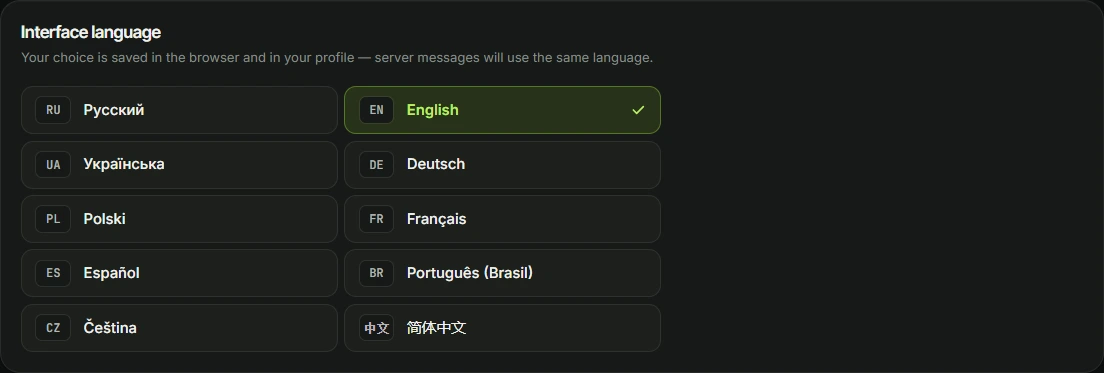 Interface language
Your choice is saved in the browser and in your profile — server messages will use the same language.
RU Русский
EN English
UA Українська
DE Deutsch
PL Polski
FR Français
ES Español
BR Português (Brasil)
CZ Čeština
中文 简体中文